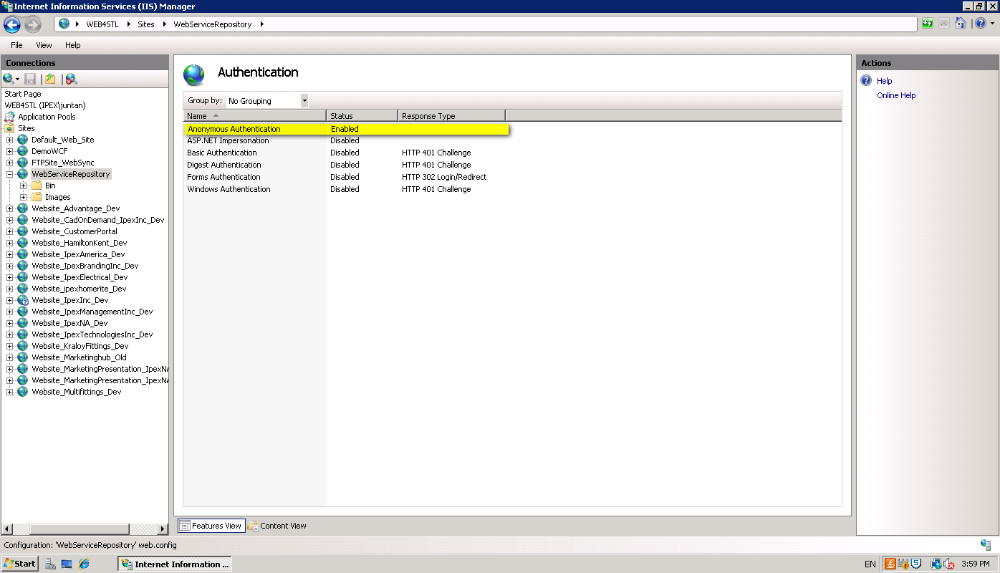 Internet Information Services (IIS) Manager
WEB4STL Sites WebServiceRepository
File View Help
Connections
Start Page
WEB4STL (IPEX\juntan)
Application Pools
Sites
Default_Web_Site
DemoWCF
FTPSite_WebSync
WebServiceRepository
Bin
Images
Website_Advantage_Dev
Website_CadOnDemand_IpexInc_Dev
Website_CustomerPortal
Website_HamiltonKent_Dev
Website_IpexAmerica_Dev
Website_IpexBrandingInc_Dev
Website_IpexElectrical_Dev
Website_ipexhomerite_Dev
Website_IpexInc_Dev
Website_IpexManagementInc_Dev
Website_IpexNA_Dev
Website_IpexTechnologiesInc_Dev
Website_KraloyFittings_Dev
Website_Marketinghub_Old
Website_MarketingPresentation_IpexNA
Website_MarketingPresentation_IpexNA
Website_Multifittings_Dev
Authentication
Group by: No Grouping
Name Status Response Type
Anonymous Authentication Enabled
ASP.NET Impersonation Disabled
Basic Authentication Disabled HTTP 401 Challenge
Digest Authentication Disabled HTTP 401 Challenge
Forms Authentication Disabled HTTP 302 Login/Redirect
Windows Authentication Disabled HTTP 401 Challenge
Features View Content View
Actions
Help
Online Help
Configuration: 'WebServiceRepository' web.config
Start Internet Information ... EN 3:59 PM